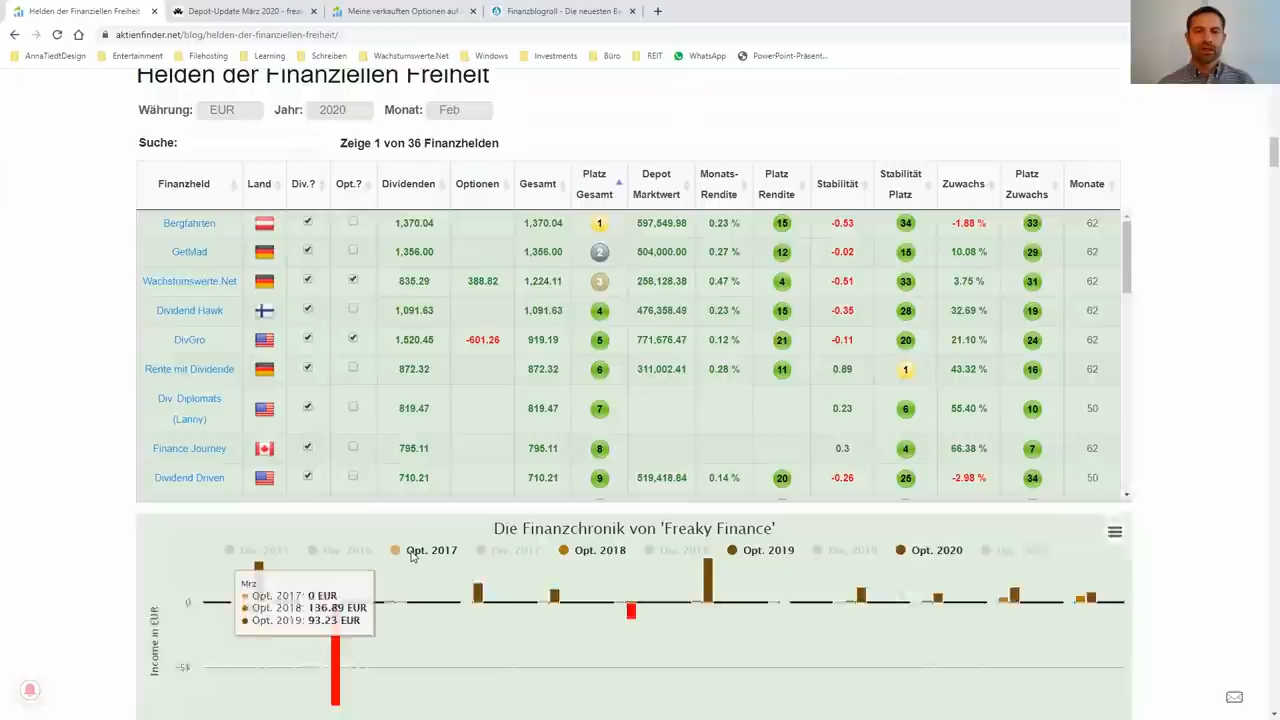 Helden der Finanziellen Freiheit
Depot-Update März 2020 - freak
Meine verkauften Optionen auf
Finanzblogroll - Die neuesten Be
aktienfinder.net/blog/helden-der-finanziellen-freiheit/
AnnaTiedtDesign Entertainment Filehosting Learning Schreiben Wachstumswerte.Net Windows Investments Büro REIT WhatsApp PowerPoint-Präsent...
Helden der Finanziellen Freiheit
Währung: EUR Jahr: 2020 Monat: Feb
Suche: Zeige 1 von 36 Finanzhelden
Finanzheld Land Div.? Opt.? Dividenden Optionen Gesamt Platz Gesamt Depot Marktwert Monats-Rendite Platz Rendite Stabilität Stabilität Platz Zuwachs Platz Zuwachs Monate
Bergfahrten 1,370.04 1,370.04 1 597,549.98 0.23 % 15 -0.53 34 -1.88 % 33 62
GetMad 1,356.00 1,356.00 2 504,000.00 0.27 % 12 -0.02 15 10.08 % 29 62
Wachstumswerte.Net 835.29 388.82 1,224.11 3 258,128.38 0.47 % 4 -0.51 33 3.75 % 31 62
Dividend Hawk 1,091.63 1,091.63 4 476,358.49 0.23 % 15 -0.35 28 32.69 % 19 62
DivGro 1,520.45 -601.26 919.19 5 771,676.47 0.12 % 21 -0.11 20 21.10 % 24 62
Rente mit Dividende 872.32 872.32 6 311,002.41 0.28 % 11 0.89 1 43.32 % 16 62
Div. Diplomats (Lanny) 819.47 819.47 7 0.23 6 55.40 % 10 50
Finance Journey 795.11 795.11 8 0.3 4 66.38 % 7 62
Dividend Driven 710.21 710.21 9 519,418.84 0.14 % 20 -0.26 25 -2.98 % 34 50
Die Finanzchronik von 'Freaky Finance'
Div. 2015 Div. 2016 Opt. 2017 Div. 2017 Opt. 2018 Div. 2018 Opt. 2019 Div. 2019 Opt. 2020
Mrz
Opt. 2017: 0 EUR
Opt. 2018: 136.89 EUR
Opt. 2019: 93.23 EUR
0
-5k
Income in EUR